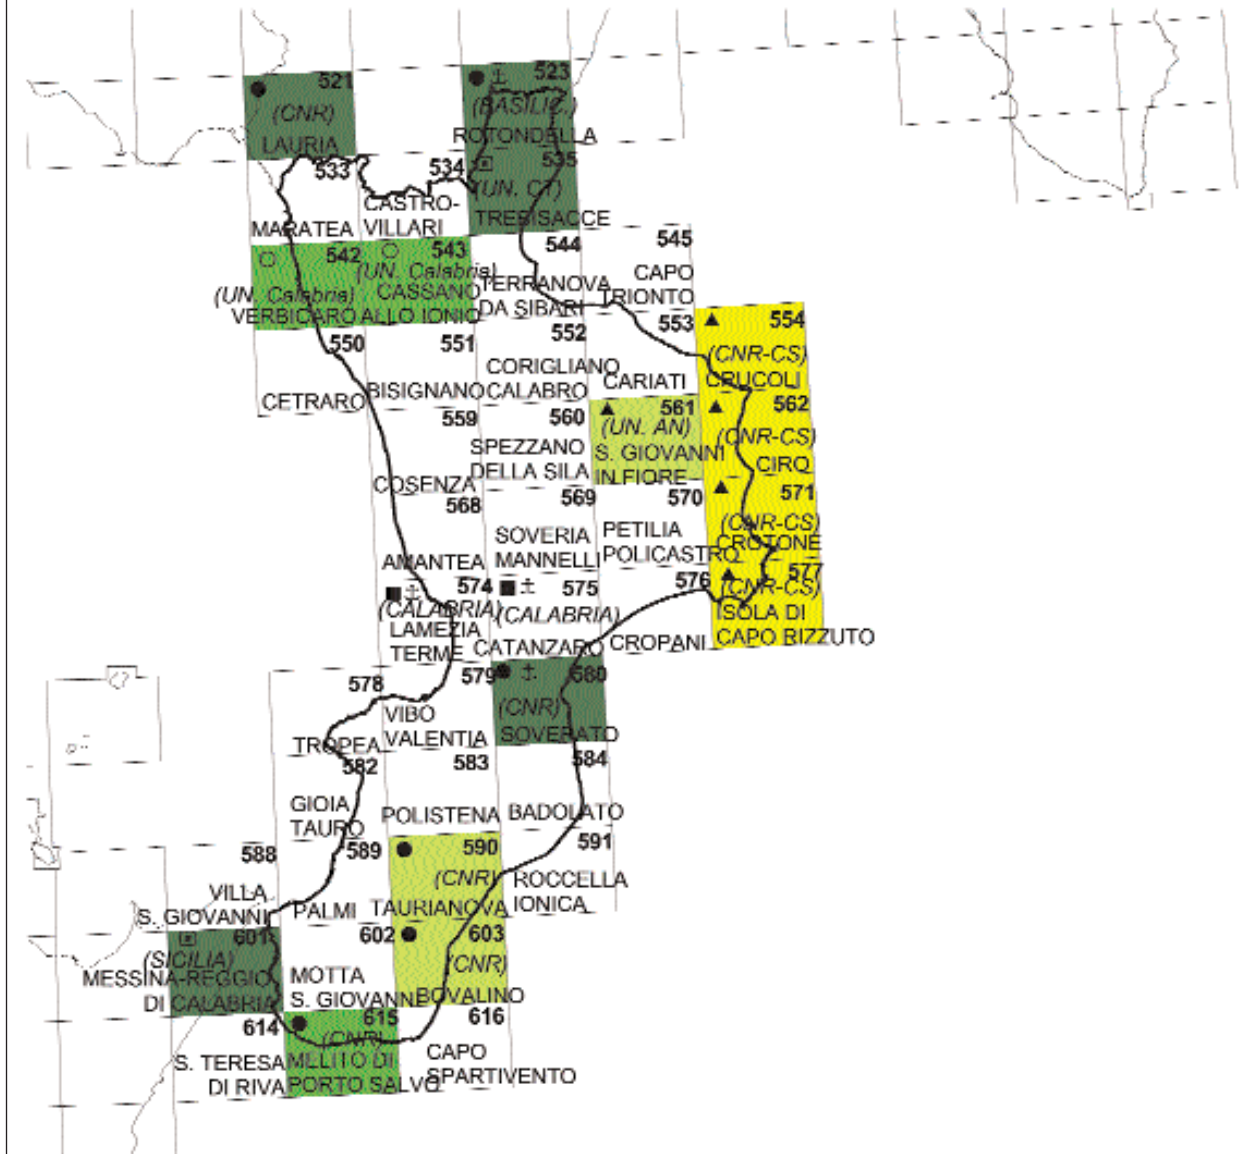 521
(CNR)
LAURIA
523
(BASILIC.)
ROTONDELLA
533
MARATEA
534
CASTRO-
VILLARI
535
(UN. CT)
TREBISACCE
542
(UN. Calabria)
VERBICARO
543
(UN. Calabria)
CASSANO
ALLO IONIO
544
TERRANOVA
DA SIBARI
545
CAPO
TRIONTO
550
CETRARO
551
BISIGNANO
552
CORIGLIANO
CALABRO
553
CARIATI
554
(CNR-CS)
CRUCOLI
559
COSENZA
560
SPEZZANO
DELLA SILA
561
(UN. AN)
S. GIOVANNI
IN FIORE
562
(CNR-CS)
CIRO
568
AMANTEA
569
SOVERIA
MANNELLI
570
PETILIA
POLICASTRO
571
(CNR-CS)
CROTONE
574
(CALABRIA)
LAMEZIA
TERME
575
(CALABRIA)
CATANZARO
576
CROPANI
577
(CNR-CS)
ISOLA DI
CAPO RIZZUTO
578
TROPEA
579
VIBO
VALENTIA
580
(CNR)
SOVERATO
582
GIOIA
TAURO
583
POLISTENA
584
BADOLATO
588
VILLA
S. GIOVANNI
589
PALMI
590
(CNR)
TAURIANOVA
591
ROCCELLA
IONICA
601
(SICILIA)
MESSINA-REGGIO
DI CALABRIA
602
MOTTA
S. GIOVANNI
603
(CNR)
BOVALINO
614
S. TERESA
DI RIVA
615
(CNR)
MELITO DI
PORTO SALVO
616
CAPO
SPARTIVENTO